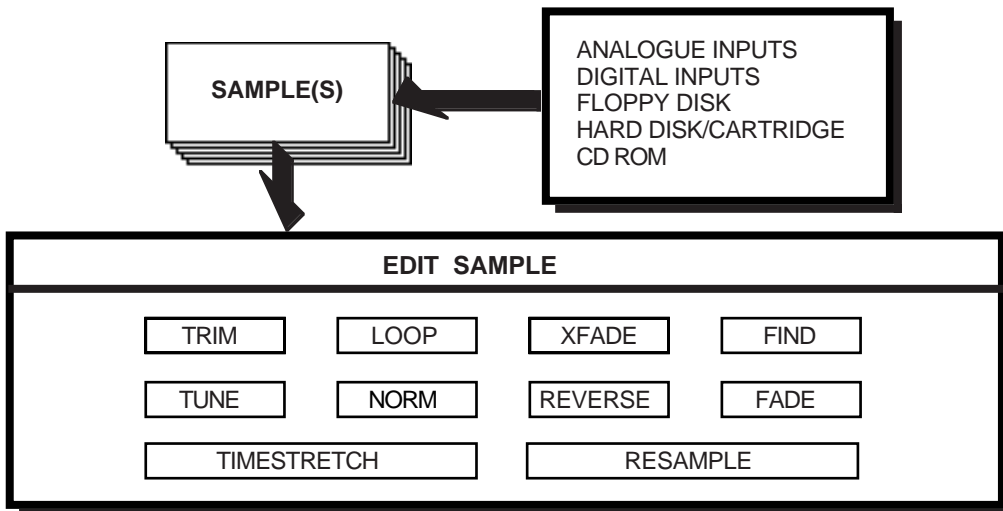 SAMPLE(S)
ANALOGUE INPUTS
DIGITAL INPUTS
FLOPPY DISK
HARD DISK/CARTRIDGE
CD ROM
EDIT SAMPLE
TRIM LOOP XFADE FIND
TUNE NORM REVERSE FADE
TIMESTRETCH RESAMPLE